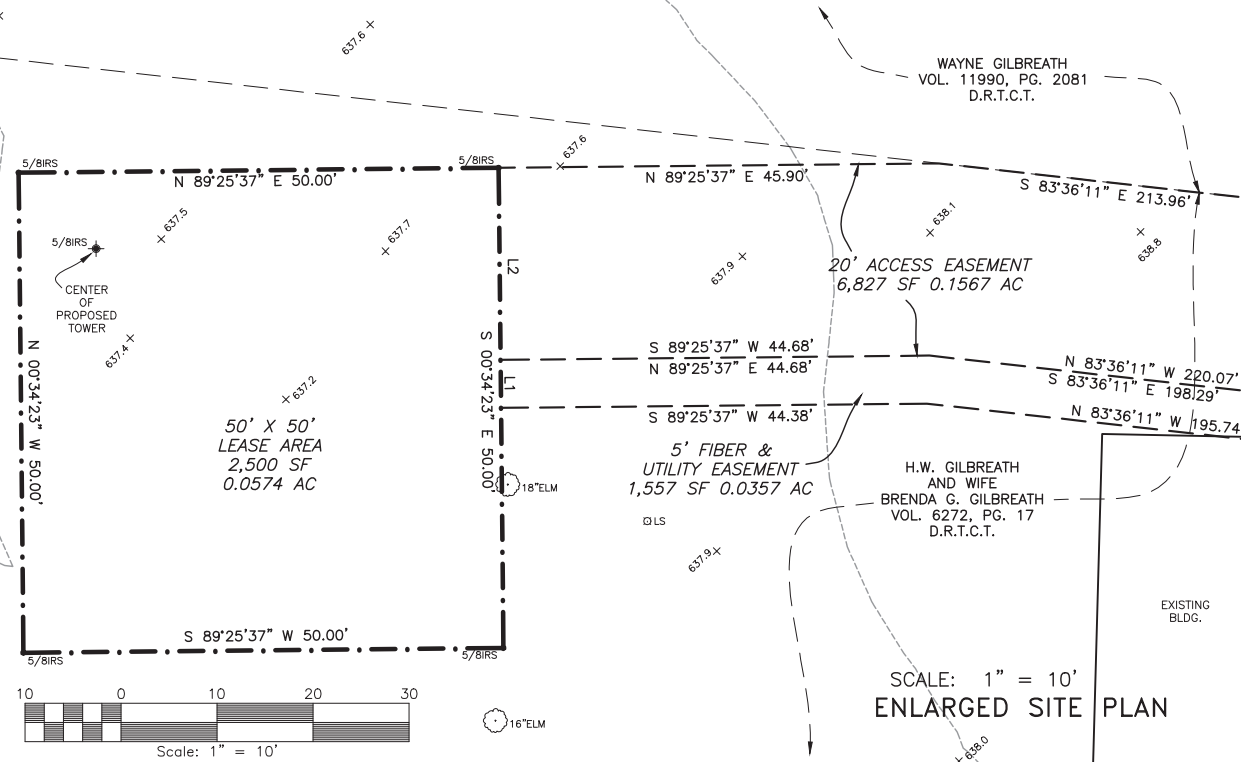 637.6
WAYNE GILBREATH
VOL. 11990, PG. 2081
D.R.T.C.T.
5/8IRS
5/8IRS
637.6
N 89°25'37" E 50.00'
N 89°25'37" E 45.90'
S 83°36'11" E 213.96'
637.5
637.7
638.1
638.8
5/8IRS
L2
637.9
20' ACCESS EASEMENT
6,827 SF 0.1567 AC
CENTER
OF
PROPOSED
TOWER
637.4
N 00°34'23" W 50.00'
S 00°34'23" E 50.00'
S 89°25'37" W 44.68'
N 89°25'37" E 44.68'
N 83°36'11" W 220.07'
S 83°36'11" E 198.29'
L1
637.2
S 89°25'37" W 44.38'
N 83°36'11" W 195.74
50' X 50'
LEASE AREA
2,500 SF
0.0574 AC
5' FIBER &
UTILITY EASEMENT
1,557 SF 0.0357 AC
H.W. GILBREATH
AND WIFE
BRENDA G. GILBREATH
VOL. 6272, PG. 17
D.R.T.C.T.
18"ELM
LS
637.9
EXISTING
BLDG.
S 89°25'37" W 50.00'
5/8IRS
5/8IRS
10 0 10 20 30
Scale: 1" = 10'
16"ELM
SCALE: 1" = 10'
ENLARGED SITE PLAN
638.0